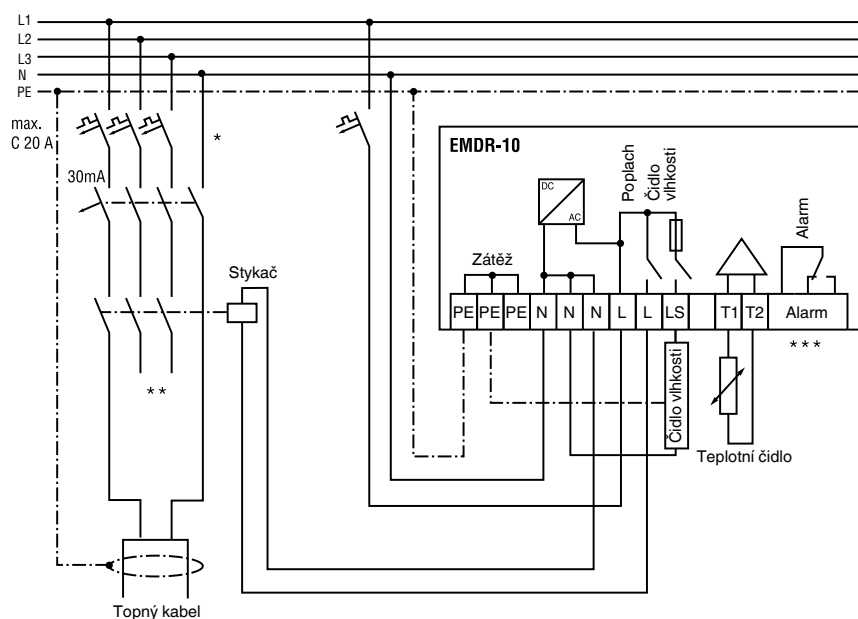 L1
L2
L3
N
PE
max.
C 20 A
*
30mA
EMDR-10
DC
AC
Poplach
Čidlo
vlhkosti
Alarm
Stykač
Zátěž
PE PE PE N N N L L LS T1 T2 Alarm
* * *
* *
Čidlo vlhkosti
Teplotní čidlo
Topný kabel